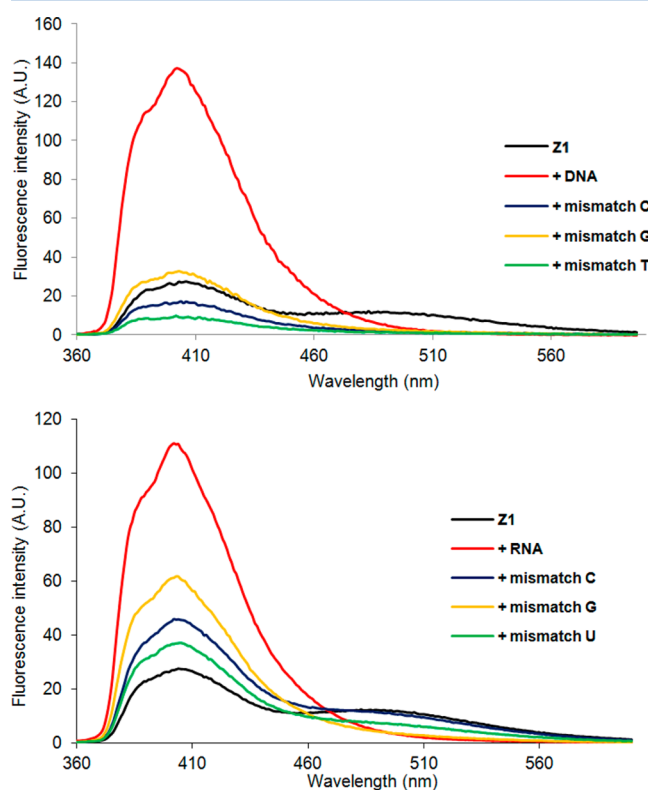 Fluorescence intensity (A.U.)
160
140
120
100
80
60
40
20
0
360
410
460
510
560
Wavelength (nm)
Z1
+ DNA
+ mismatch C
+ mismatch G
+ mismatch T
Fluorescence intensity (A.U.)
120
100
80
60
40
20
0
360
410
460
510
560
Wavelength (nm)
Z1
+ RNA
+ mismatch C
+ mismatch G
+ mismatch U